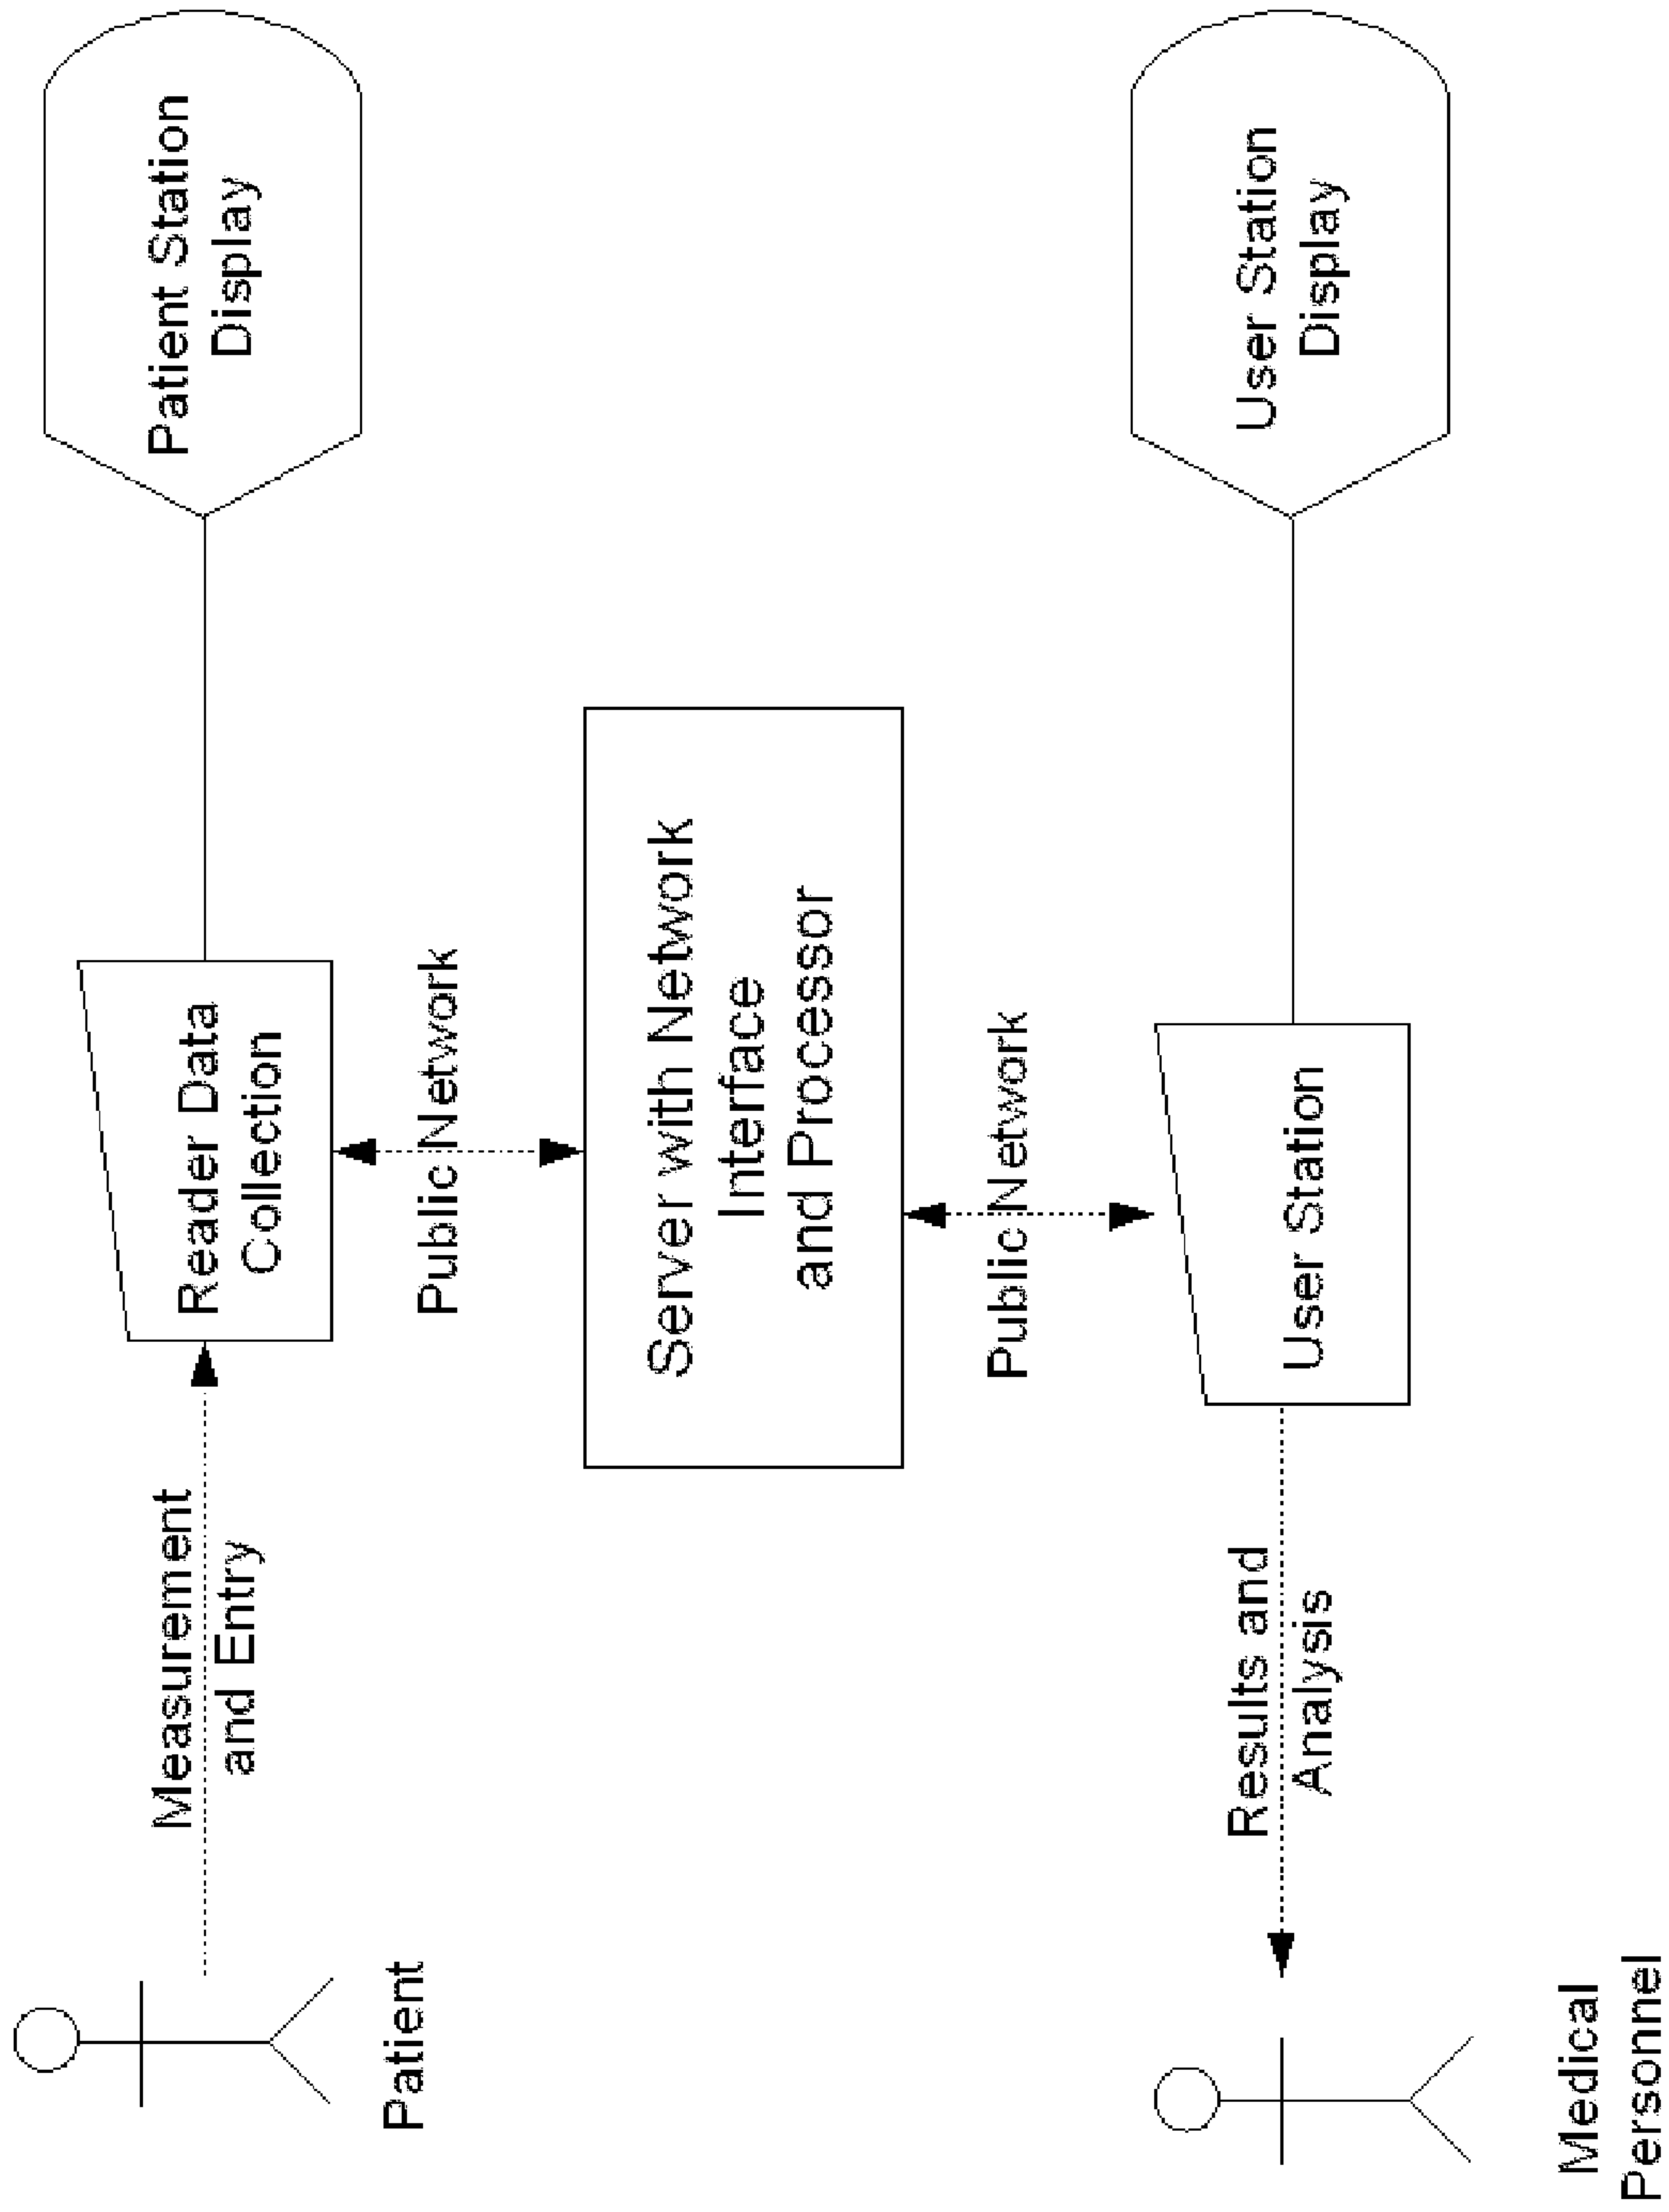 Patient
Measurement
and Entry
Reader Data
Collection
Patient Station
Display
Public Network
Server with Network
Interface
and Processor
Public Network
Medical
Personnel
Results and
Analysis
User Station
User Station
Display